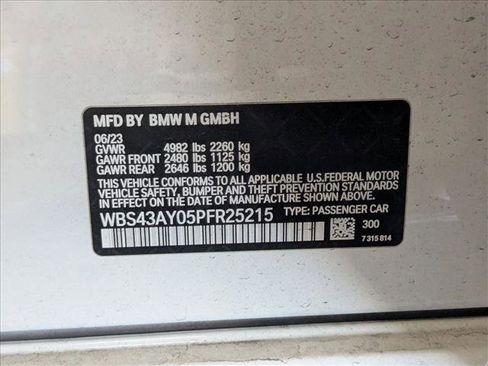 MFD BY BMW M GMBH
06/23
GVWR 4982 lbs 2260 kg
GAWR FRONT 2480 lbs 1125 kg
GAWR REAR 2646 lbs 1200 kg
THIS VEHICLE CONFORMS TO ALL APPLICABLE U.S.FEDERAL MOTOR
VEHICLE SAFETY, BUMPER AND THEFT PREVENTION STANDARDS
IN EFFECT ON THE DATE OF MANUFACTURE SHOWN ABOVE.
WBS43AY05PFR25215 TYPE: PASSENGER CAR
300
7 315 814